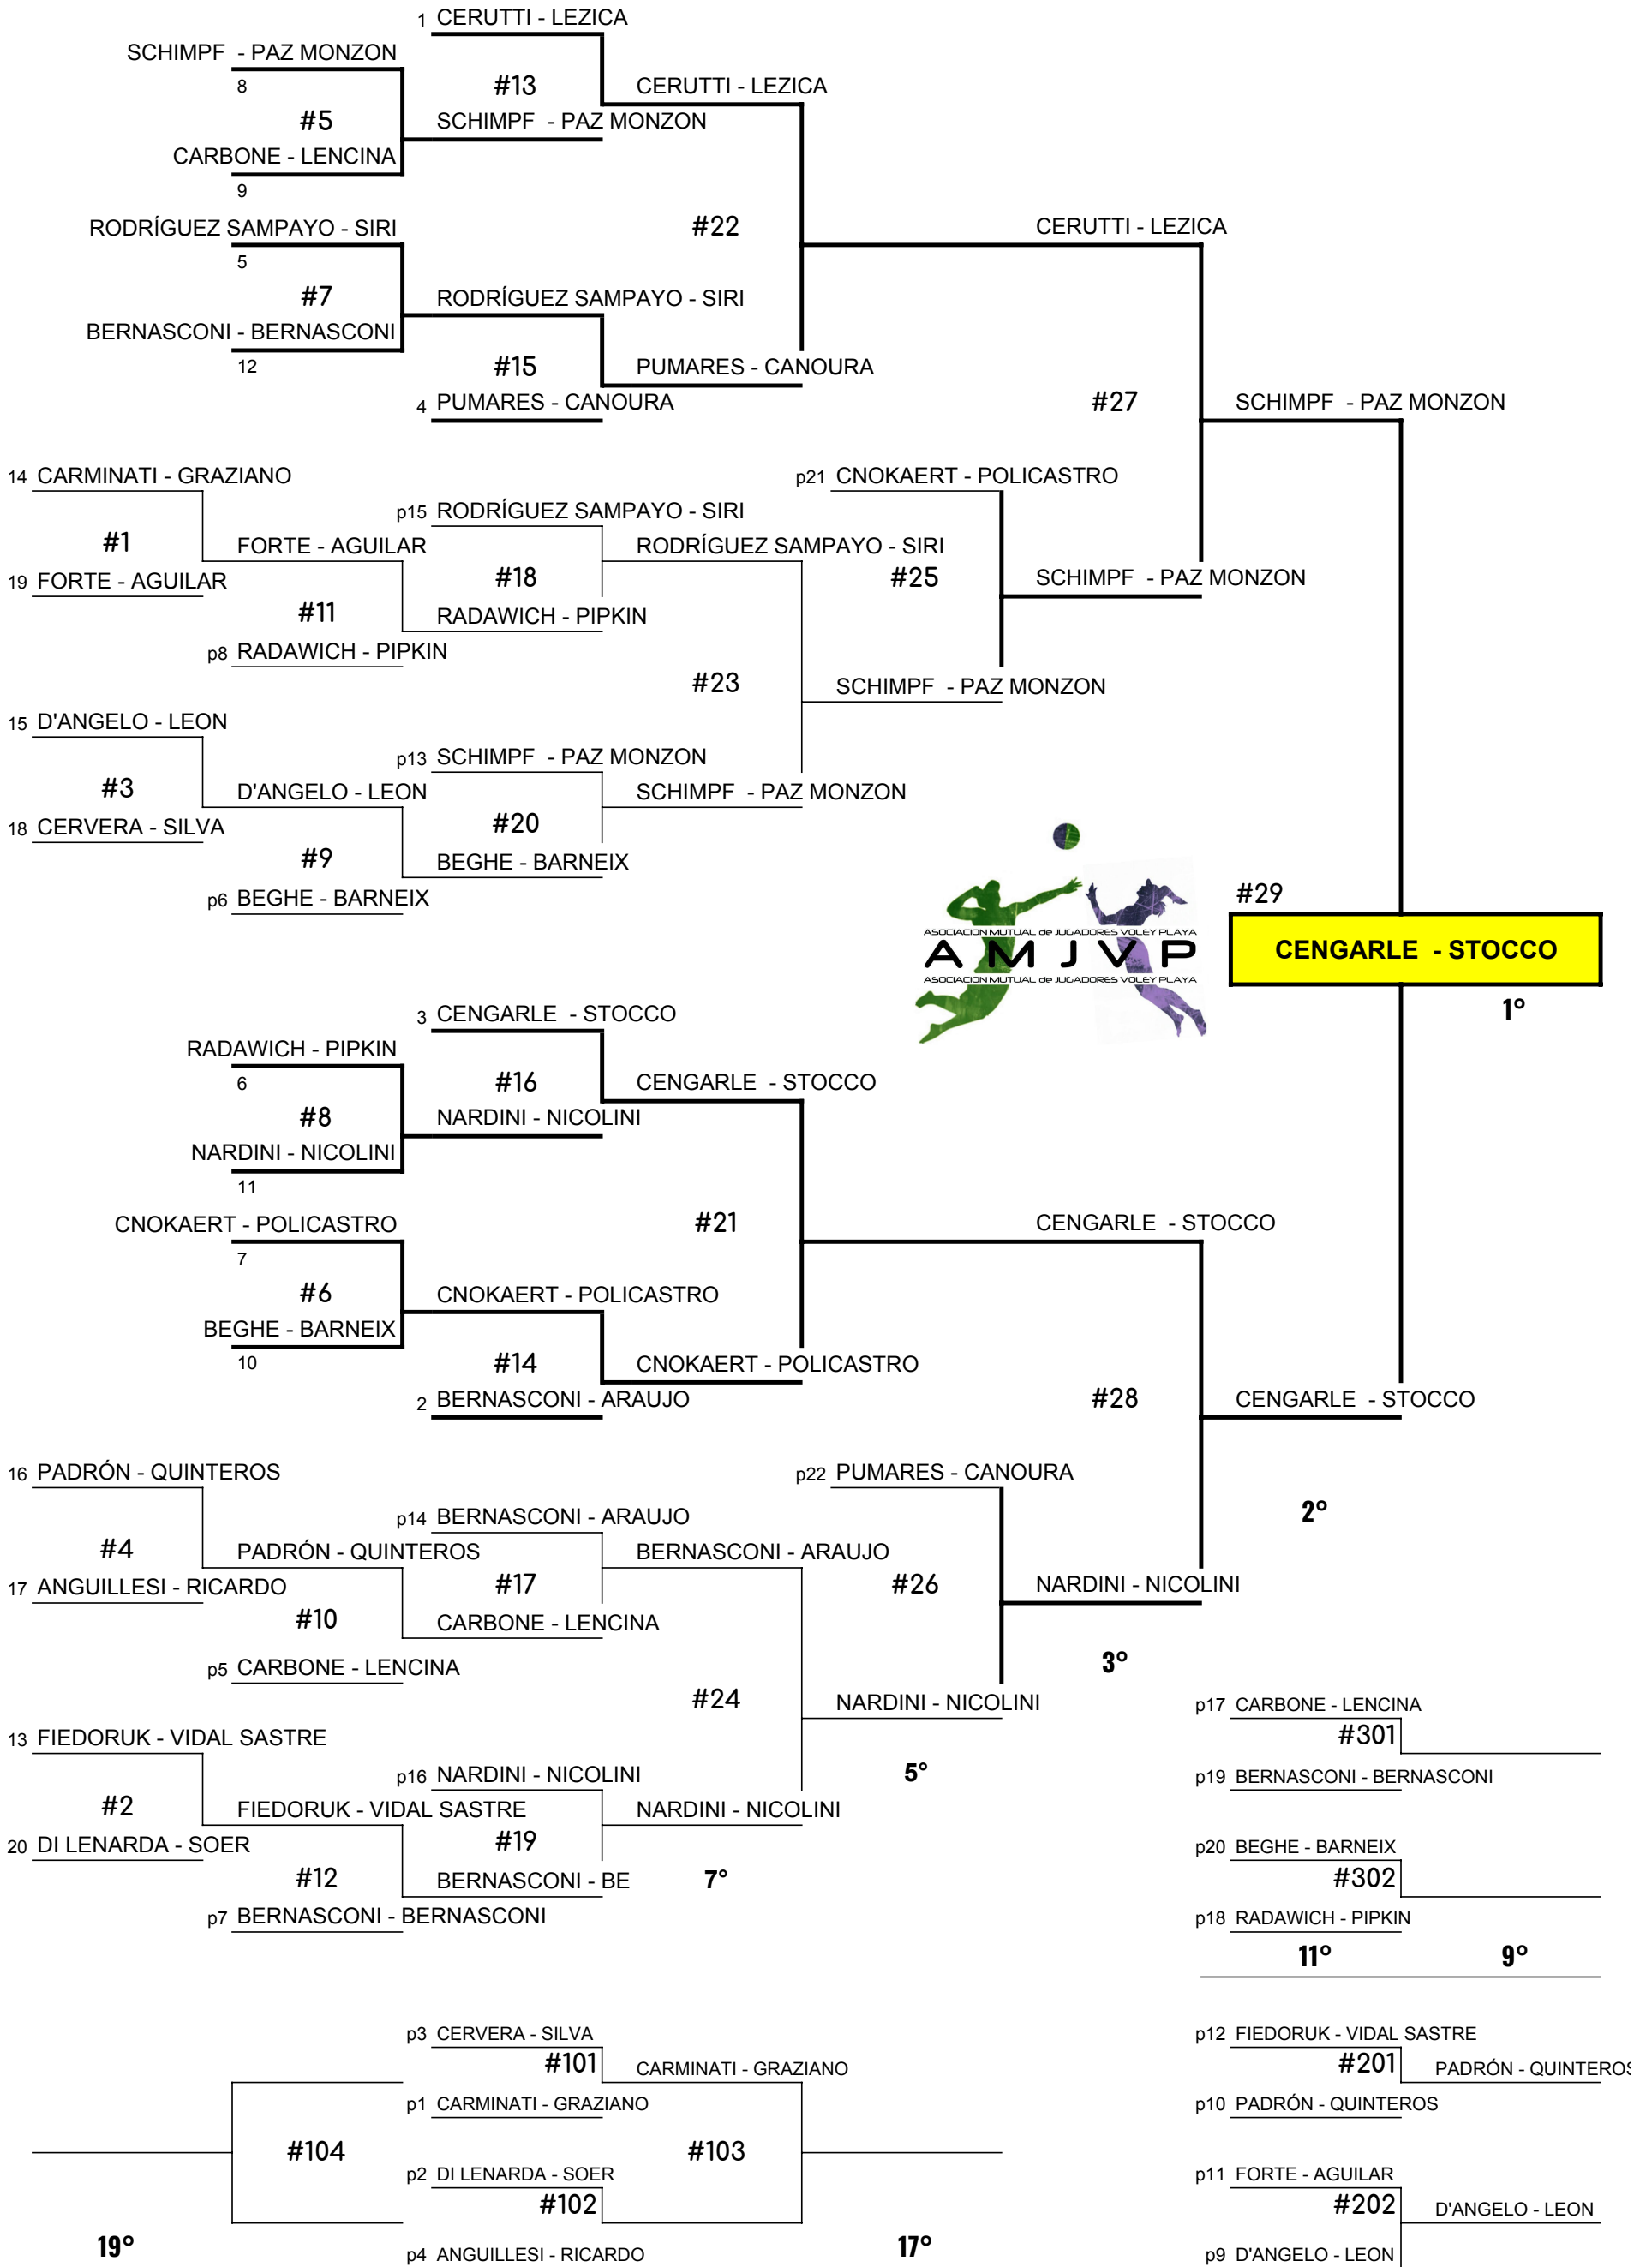 1 CERUTTI - LEZICA
SCHIMPF - PAZ MONZON
8
#13
CERUTTI - LEZICA
#5
SCHIMPF - PAZ MONZON
CARBONE - LENCINA
9
RODRÍGUEZ SAMPAYO - SIRI
#22
CERUTTI - LEZICA
5
#7
RODRÍGUEZ SAMPAYO - SIRI
BERNASCONI - BERNASCONI
12
#15
PUMARES - CANOURA
4 PUMARES - CANOURA
#27
SCHIMPF - PAZ MONZON
14 CARMINATI - GRAZIANO
p21 CNOKAERT - POLICASTRO
p15 RODRÍGUEZ SAMPAYO - SIRI
#1
FORTE - AGUILAR
RODRÍGUEZ SAMPAYO - SIRI
19 FORTE - AGUILAR
#18
#25
SCHIMPF - PAZ MONZON
#11
RADAWICH - PIPKIN
p8 RADAWICH - PIPKIN
#23
SCHIMPF - PAZ MONZON
15 D'ANGELO - LEON
p13 SCHIMPF - PAZ MONZON
#3
D'ANGELO - LEON
SCHIMPF - PAZ MONZON
18 CERVERA - SILVA
#20
#9
BEGHE - BARNEIX
p6 BEGHE - BARNEIX
#29
ASOCIACION MUTUAL de JUGADORES VOLEY PLAYA
AMJVP
ASOCIACION MUTUAL de JUGADORES VOLEY PLAYA
CENGARLE - STOCCO
1°
3 CENGARLE - STOCCO
RADAWICH - PIPKIN
6
#16
CENGARLE - STOCCO
#8
NARDINI - NICOLINI
NARDINI - NICOLINI
11
CNOKAERT - POLICASTRO
#21
CENGARLE - STOCCO
7
#6
CNOKAERT - POLICASTRO
BEGHE - BARNEIX
10
#14
CNOKAERT - POLICASTRO
2 BERNASCONI - ARAUJO
#28
CENGARLE - STOCCO
16 PADRÓN - QUINTEROS
p22 PUMARES - CANOURA
2°
p14 BERNASCONI - ARAUJO
#4
PADRÓN - QUINTEROS
BERNASCONI - ARAUJO
17 ANGUILLESI - RICARDO
#17
#26
NARDINI - NICOLINI
#10
CARBONE - LENCINA
p5 CARBONE - LENCINA
3°
#24
NARDINI - NICOLINI
p17 CARBONE - LENCINA
13 FIEDORUK - VIDAL SASTRE
#301
p16 NARDINI - NICOLINI
5°
p19 BERNASCONI - BERNASCONI
#2
FIEDORUK - VIDAL SASTRE
NARDINI - NICOLINI
20 DI LENARDA - SOER
#19
p20 BEGHE - BARNEIX
#12
BERNASCONI - BE
7°
#302
p7 BERNASCONI - BERNASCONI
p18 RADAWICH - PIPKIN
11°
9°
p3 CERVERA - SILVA
p12 FIEDORUK - VIDAL SASTRE
#101
CARMINATI - GRAZIANO
#201
PADRÓN - QUINTEROS
p1 CARMINATI - GRAZIANO
p10 PADRÓN - QUINTEROS
#104
#103
p2 DI LENARDA - SOER
p11 FORTE - AGUILAR
#102
#202
D'ANGELO - LEON
19°
p4 ANGUILLESI - RICARDO
17°
p9 D'ANGELO - LEON